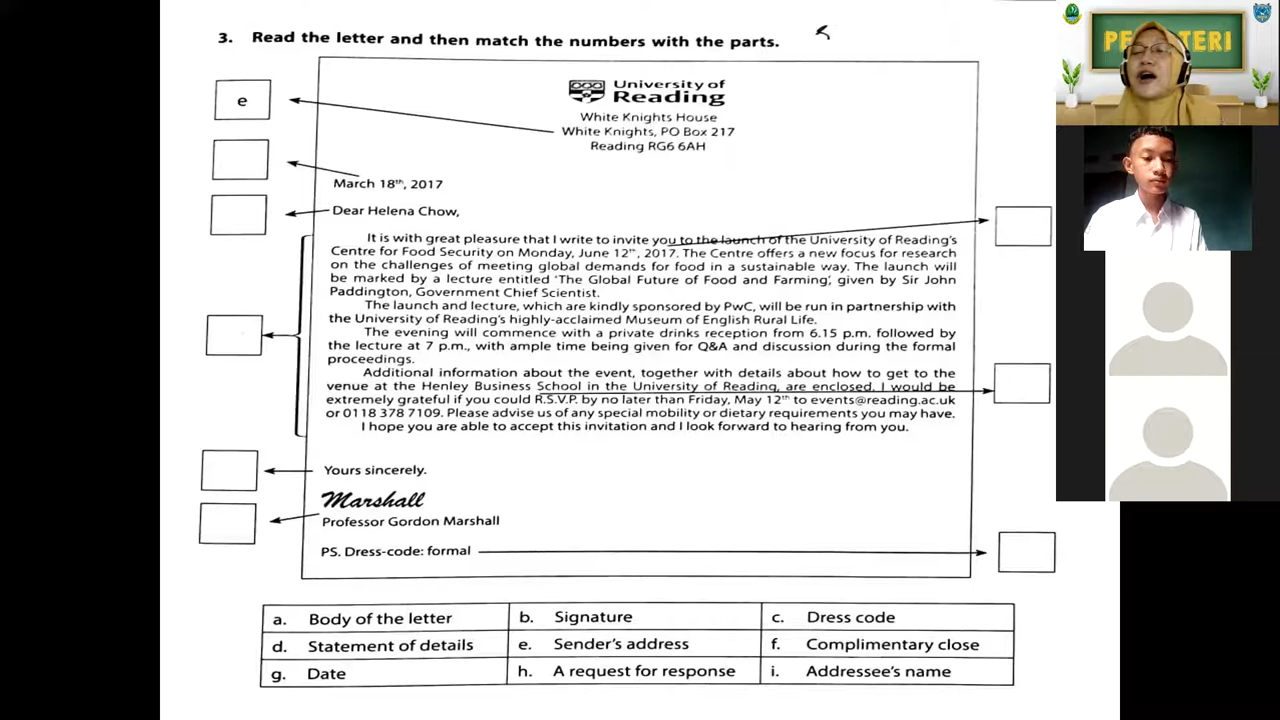 3. Read the letter and then match the numbers with the parts.
University of
Reading
White Knights House
White Knights, PO Box 217
Reading RG6 6AH
e
March 18th, 2017
Dear Helena Chow,
It is with great pleasure that I write to invite you to the launch of the University of Reading's
Centre for Food Security on Monday, June 12th, 2017. The Centre offers a new focus for research
on the challenges of meeting global demands for food in a sustainable way. The launch will
be marked by a lecture entitled 'The Global Future of Food and Farming', given by Sir John
Paddington, Government Chief Scientist.
The launch and lecture, which are kindly sponsored by PwC, will be run in partnership with
the University of Reading's highly-acclaimed Museum of English Rural Life.
The evening will commence with a private drinks reception from 6.15 p.m. followed by
the lecture at 7 p.m., with ample time being given for Q&A and discussion during the formal
proceedings.
Additional information about the event, together with details about how to get to the
venue at the Henley Business School in the University of Reading, are enclosed. I would be
extremely grateful if you could R.S.V.P. by no later than Friday, May 12th to events@reading.ac.uk
or 0118 378 7109. Please advise us of any special mobility or dietary requirements you may have.
I hope you are able to accept this invitation and I look forward to hearing from you.
Yours sincerely.
Marshall
Professor Gordon Marshall
PS. Dress-code: formal
a. Body of the letter b. Signature c. Dress code
d. Statement of details e. Sender's address f. Complimentary close
g. Date h. A request for response i. Addressee's name